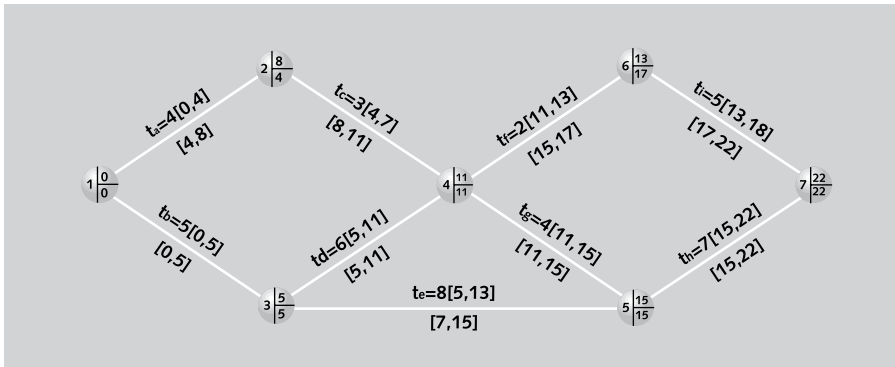 2 8
4
6 13
17
tₐ=4[0,4]
[4,8]
t꜀=3[4,7]
[8,11]
tf=2[11,13]
[15,17]
tᵢ=5[13,18]
[17,22]
1 0
0
4 11
11
7 22
22
tb=5[0,5]
[0,5]
td=6[5,11]
[5,11]
tg=4[11,15]
[11,15]
tₕ=7[15,22]
[15,22]
3 5
5
tₑ=8[5,13]
[7,15]
5 15
15